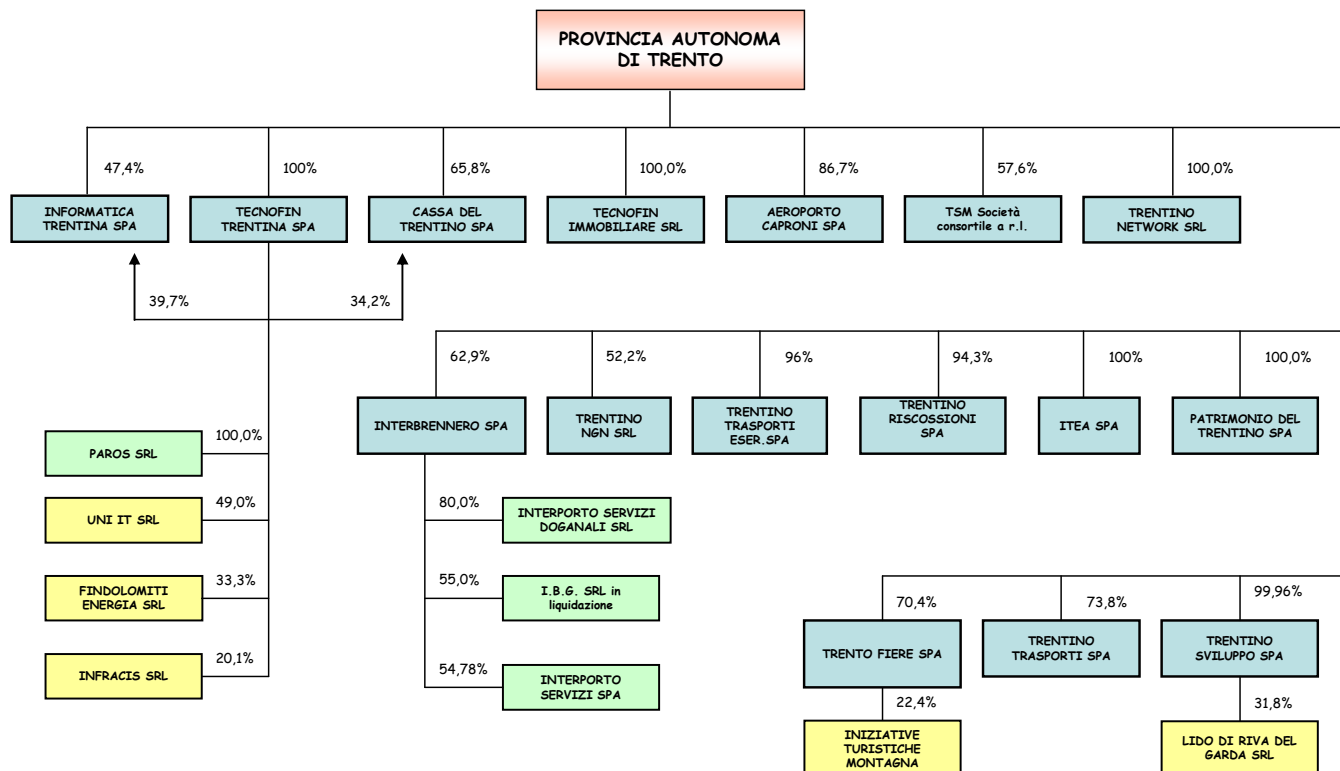 PROVINCIA AUTONOMA
DI TRENTO
47,4%
100%
65,8%
100,0%
86,7%
57,6%
100,0%
INFORMATICA
TRENTINA SPA
TECNOFIN
TRENTINA SPA
CASSA DEL
TRENTINO SPA
TECNOFIN
IMMOBILIARE SRL
AEROPORTO
CAPRONI SPA
TSM Società
consortile a r.l.
TRENTINO
NETWORK SRL
39,7%
34,2%
62,9%
52,2%
96%
94,3%
100%
100,0%
INTERBRENNERO SPA
TRENTINO
NGN SRL
TRENTINO
TRASPORTI
ESER.SPA
TRENTINO
RISCOSSIONI
SPA
ITEA SPA
PATRIMONIO DEL
TRENTINO SPA
100,0%
PAROS SRL
49,0%
UNI IT SRL
33,3%
FINDOLOMITI
ENERGIA SRL
20,1%
INFRACIS SRL
80,0%
INTERPORTO SERVIZI
DOGANALI SRL
55,0%
I.B.G. SRL in
liquidazione
54,78%
INTERPORTO
SERVIZI SPA
70,4%
73,8%
99,96%
TRENTO FIERE SPA
TRENTINO
TRASPORTI SPA
TRENTINO
SVILUPPO SPA
22,4%
31,8%
INIZIATIVE
TURISTICHE
MONTAGNA
LIDO DI RIVA DEL
GARDA SRL